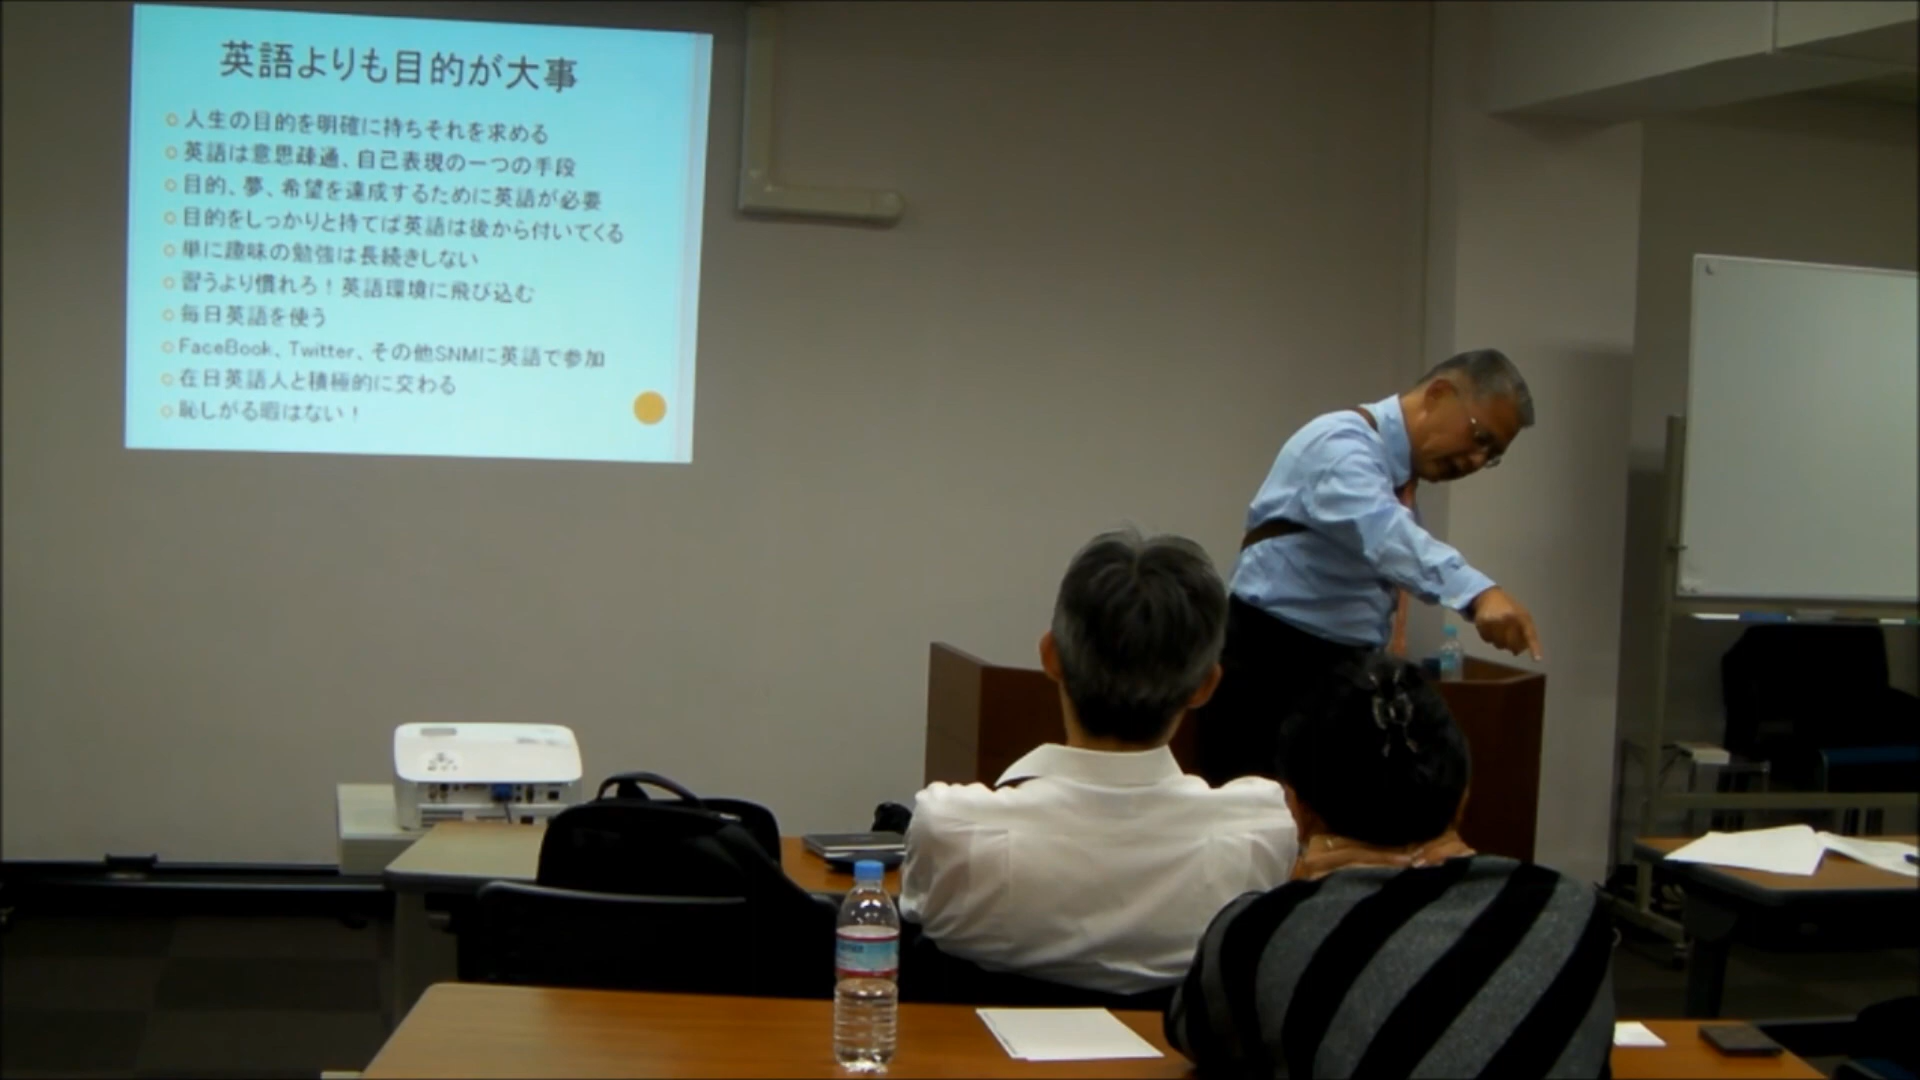 英語よりも目的が大事
人生の目的を明確に持ちそれを求める
英語は意思疎通、自己表現の一つの手段
目的、夢、希望を達成するために英語が必要
目的をしっかりと持てば英語は後から付いてくる
単に趣味の勉強は長続きしない
習うより慣れろ!英語環境に飛び込む
毎日英語を使う
FaceBook、Twitter、その他SNMに英語で参加
在日英語人と積極的に交わる
恥しがる暇はない!